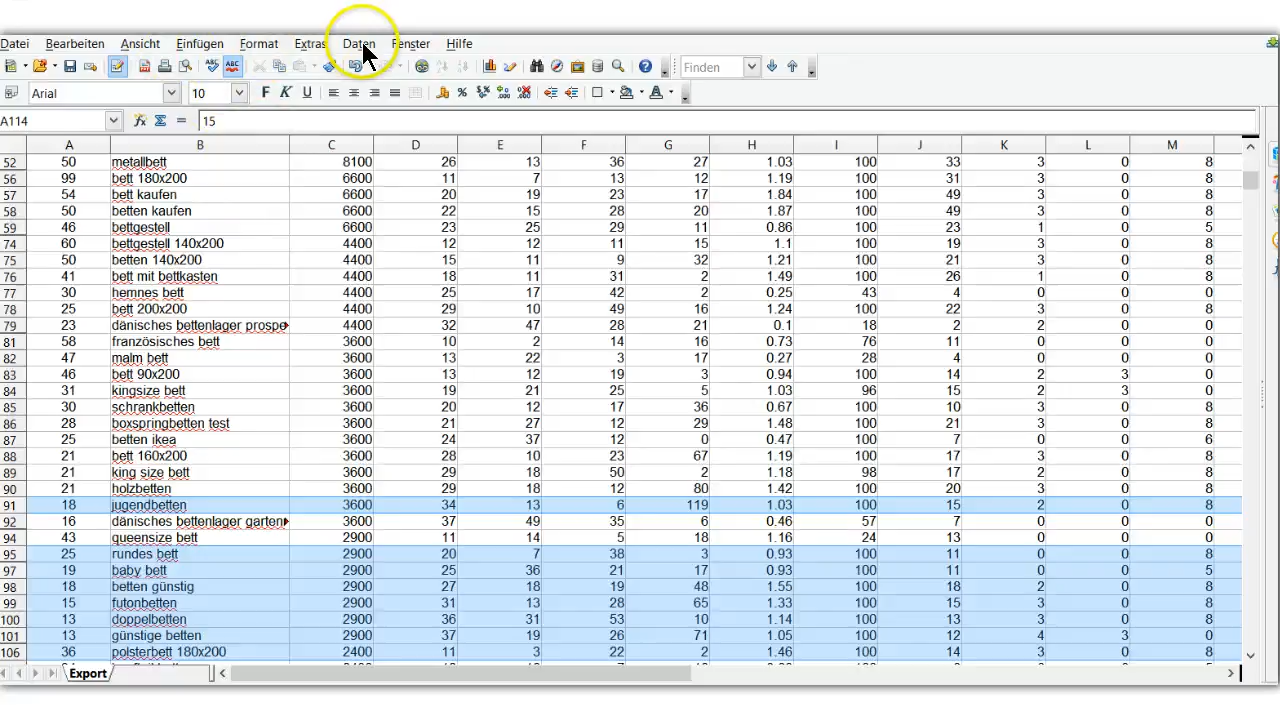 Datei Bearbeiten Ansicht Einfügen Format Extras Daten Fenster Hilfe
Finden
Arial 10 F K U
A114 15
A B C D E F G H I J K L M
52 50 metallbett 8100 26 13 36 27 1.03 100 33 3 0 8
56 99 bett 180x200 6600 11 7 13 12 1.19 100 31 3 0 8
57 54 bett kaufen 6600 20 19 23 17 1.84 100 49 3 0 8
58 50 betten kaufen 6600 22 15 28 20 1.87 100 49 3 0 8
59 46 bettgestell 6600 23 25 29 11 0.86 100 23 1 0 5
74 60 bettgestell 140x200 4400 12 12 11 15 1.1 100 19 3 0 8
75 50 betten 140x200 4400 15 11 9 32 1.21 100 21 3 0 8
76 41 bett mit bettkasten 4400 18 11 31 2 1.49 100 26 1 0 8
77 30 hemnes bett 4400 25 17 42 2 0.25 43 4 0 0 0
78 25 bett 200x200 4400 29 10 49 16 1.24 100 22 3 0 8
79 23 dänisches bettenlager prospe 4400 32 47 28 21 0.1 18 2 2 0 0
81 58 französisches bett 3600 10 2 14 16 0.73 76 11 0 0 0
82 47 malm bett 3600 13 22 3 17 0.27 28 4 0 0 0
83 46 bett 90x200 3600 13 12 19 3 0.94 100 14 2 3 0
84 31 kingsize bett 3600 19 21 25 5 1.03 96 15 2 0 8
85 30 schrankbetten 3600 20 12 17 36 0.67 100 10 3 0 8
86 28 boxspringbetten test 3600 21 27 12 29 1.48 100 21 3 0 8
87 25 betten ikea 3600 24 37 12 0 0.47 100 7 0 0 6
88 21 bett 160x200 3600 28 10 23 67 1.19 100 17 3 0 8
89 21 king size bett 3600 29 18 50 2 1.18 98 17 2 0 8
90 21 holzbetten 3600 29 18 12 80 1.42 100 20 3 0 8
91 18 jugendbetten 3600 34 13 6 119 1.03 100 15 2 0 8
92 16 dänisches bettenlager garten 3600 37 49 35 6 0.46 57 7 0 0 0
94 43 queensize bett 2900 11 14 5 18 1.16 24 13 0 0 0
95 25 rundes bett 2900 20 7 38 3 0.93 100 11 0 0 8
97 19 baby bett 2900 25 36 21 17 0.93 100 11 0 0 5
98 18 betten günstig 2900 27 18 19 48 1.55 100 18 2 0 8
99 15 futonbetten 2900 31 13 28 65 1.33 100 15 3 0 8
100 13 doppelbetten 2900 36 31 53 10 1.14 100 13 3 0 8
101 13 günstige betten 2900 37 19 26 71 1.05 100 12 4 3 0
106 36 polsterbett 180x200 2400 11 3 22 2 1.46 100 14 3 0 8
Export